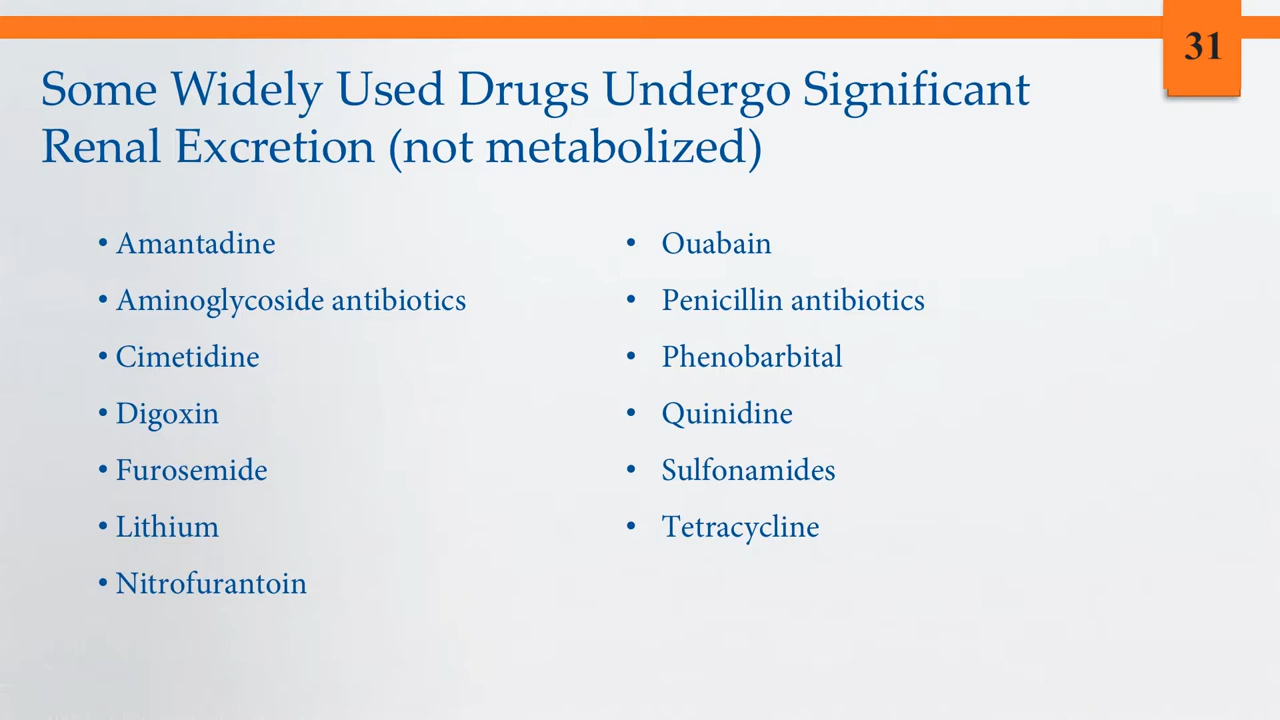 31
Some Widely Used Drugs Undergo Significant
Renal Excretion (not metabolized)
• Amantadine
• Aminoglycoside antibiotics
• Cimetidine
• Digoxin
• Furosemide
• Lithium
• Nitrofurantoin
• Ouabain
• Penicillin antibiotics
• Phenobarbital
• Quinidine
• Sulfonamides
• Tetracycline